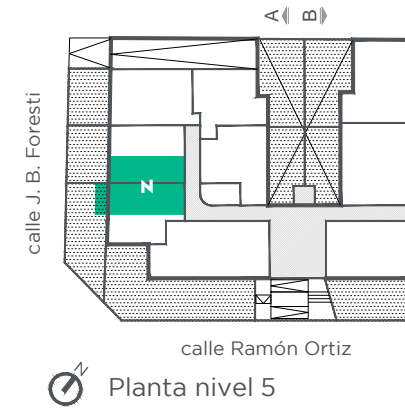 A B
calle J. B. Foresti
N
calle Ramón Ortiz
N
Planta nivel 5